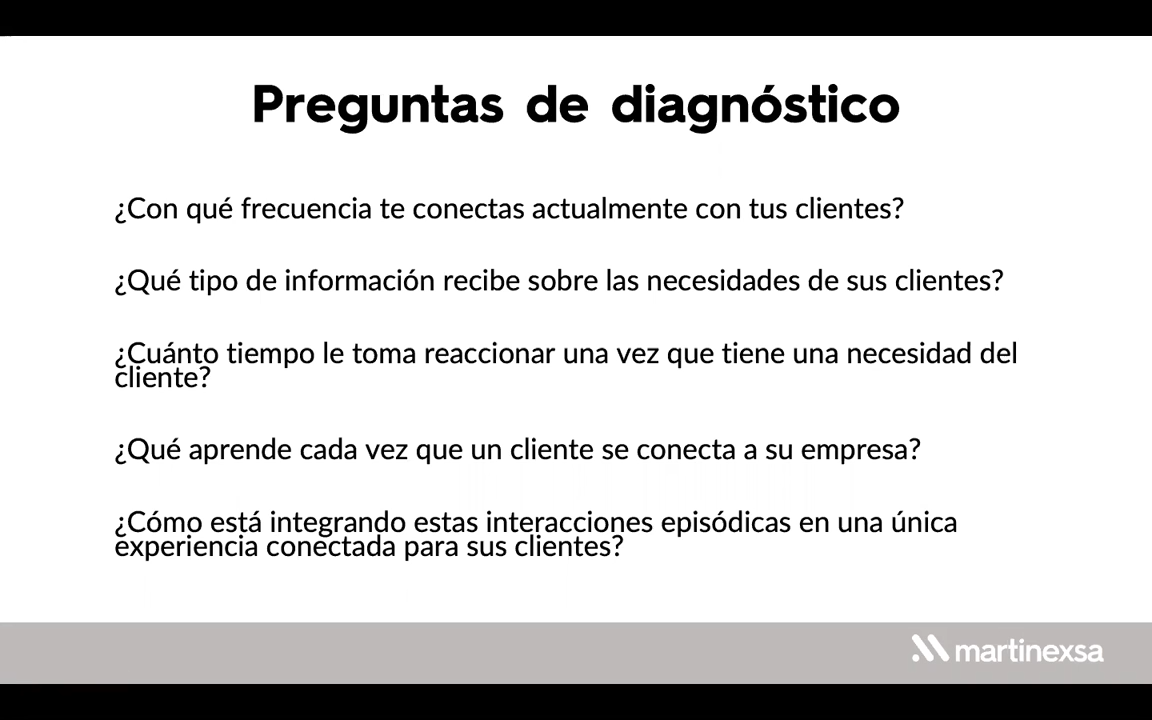 Preguntas de diagnóstico
¿Con qué frecuencia te conectas actualmente con tus clientes?
¿Qué tipo de información recibe sobre las necesidades de sus clientes?
¿Cuánto tiempo le toma reaccionar una vez que tiene una necesidad del
cliente?
¿Qué aprende cada vez que un cliente se conecta a su empresa?
¿Cómo está integrando estas interacciones episódicas en una única
experiencia conectada para sus clientes?
martinexsa